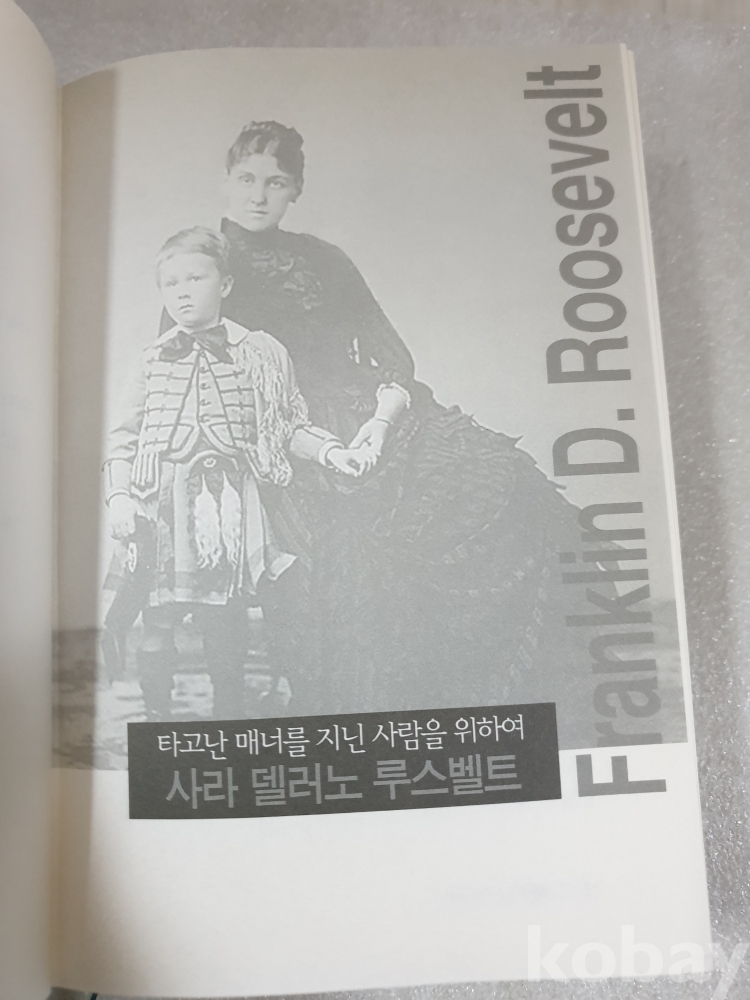 Franklin D. Roosevelt
타고난 매너를 지닌 사람을 위하여
사라 델러노 루스벨트
kobay